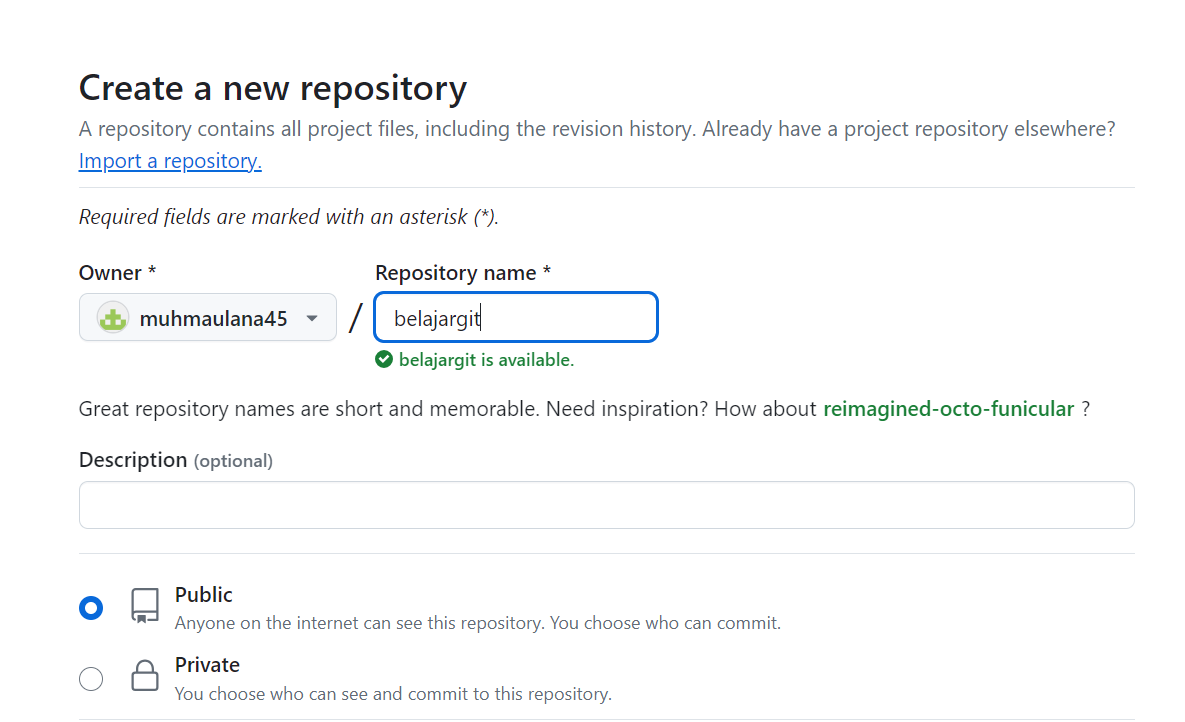 Create a new repository
A repository contains all project files, including the revision history. Already have a project repository elsewhere?
Import a repository.
Required fields are marked with an asterisk (*).
Owner * Repository name *
muhmaulana45 / belajargit
belajargit is available.
Great repository names are short and memorable. Need inspiration? How about reimagined-octo-funicular ?
Description (optional)
Public
Anyone on the internet can see this repository. You choose who can commit.
Private
You choose who can see and commit to this repository.